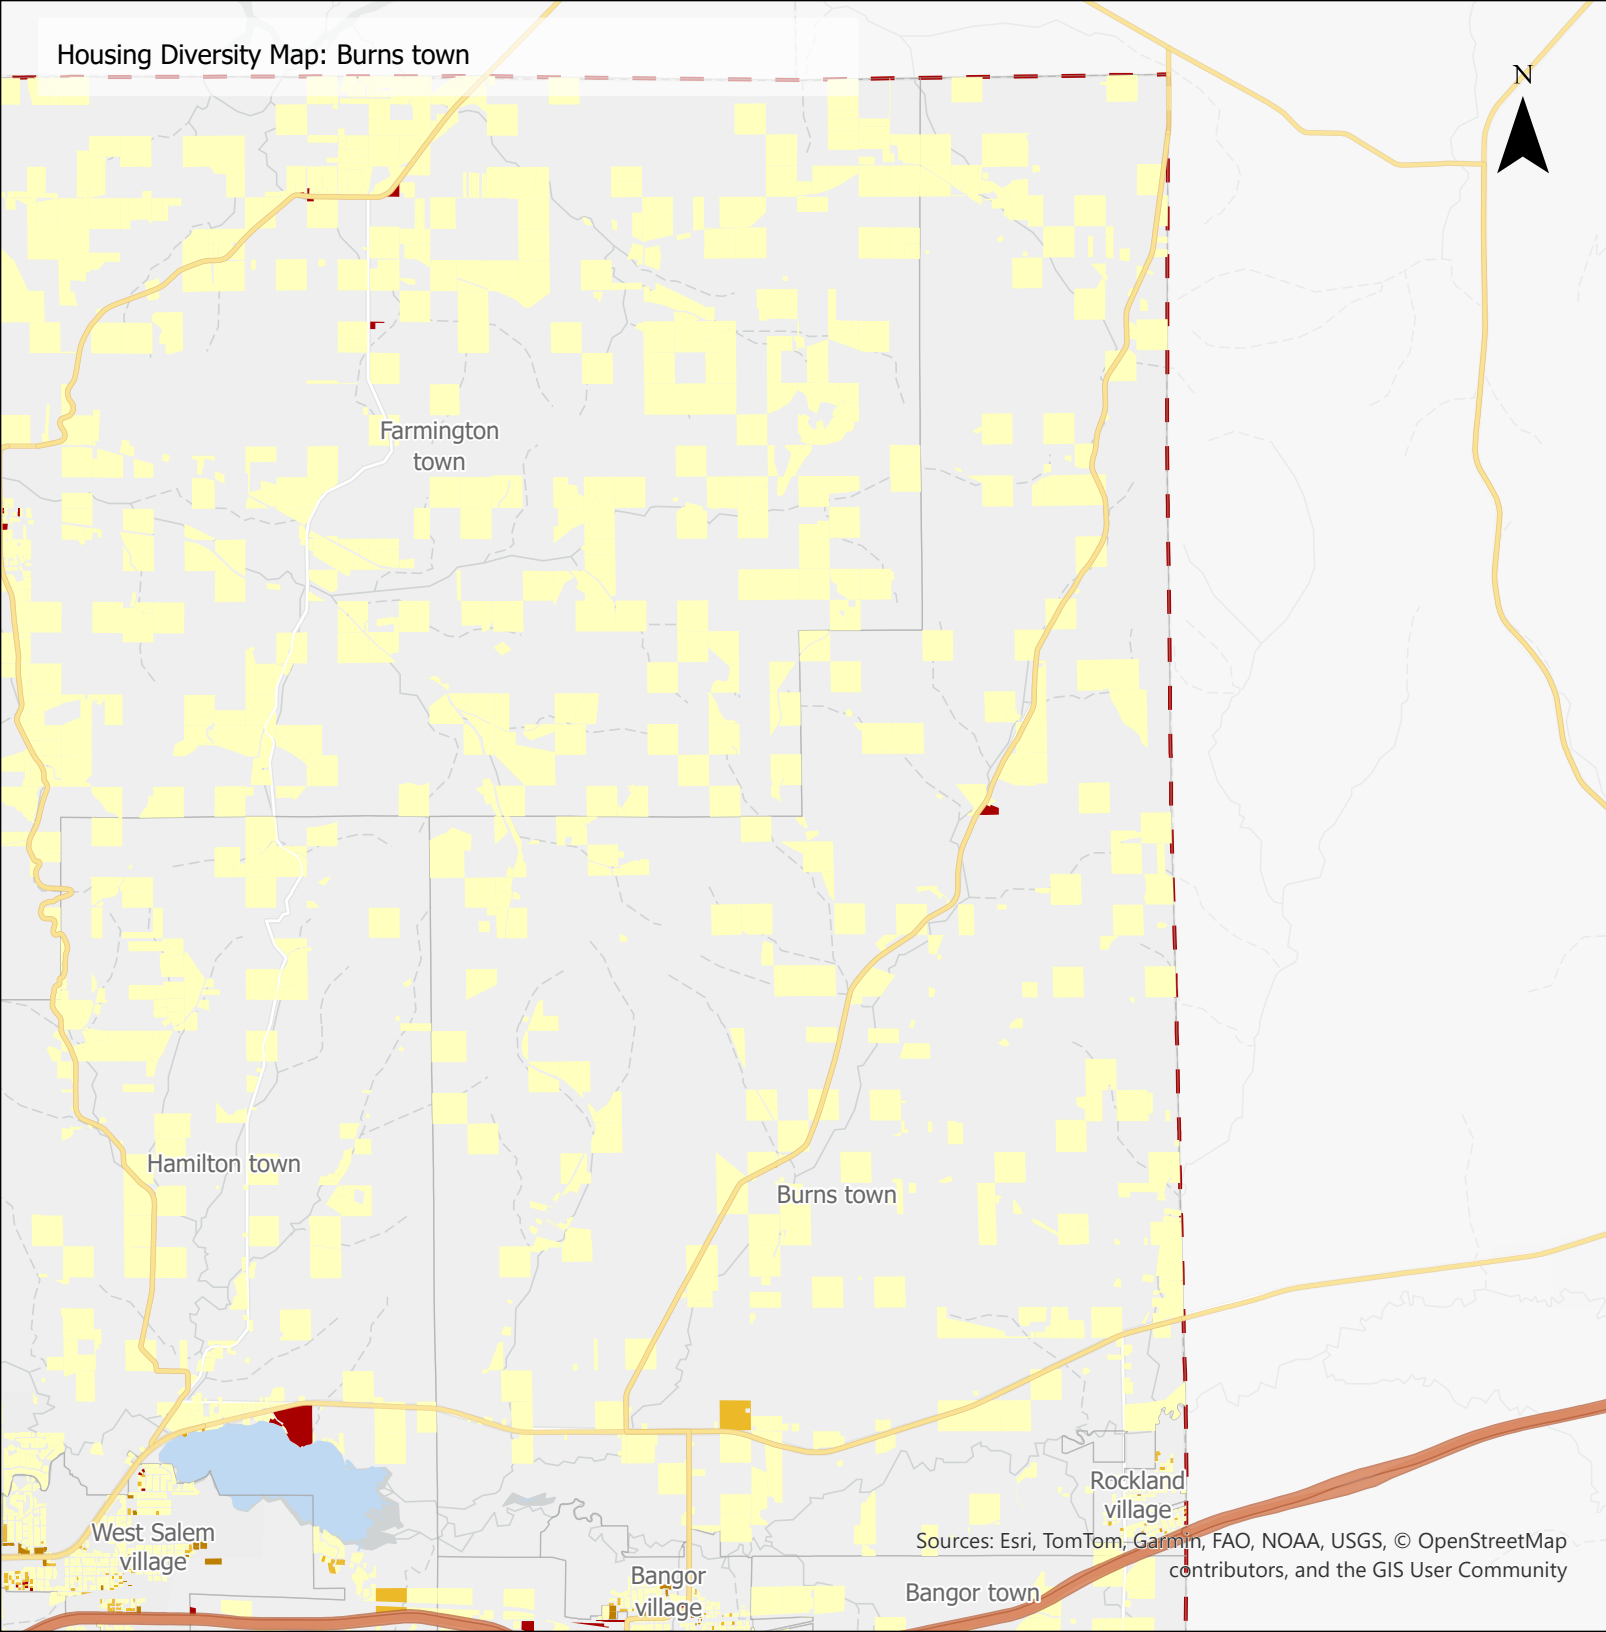 Housing Diversity Map: Burns town
N
Farmington
town
Hamilton town
Burns town
Rockland
village
West Salem
village
Sources: Esri, TomTom, Garmin, FAO, NOAA, USGS, © OpenStreetMap
contributors, and the GIS User Community
Bangor
village
Bangor town